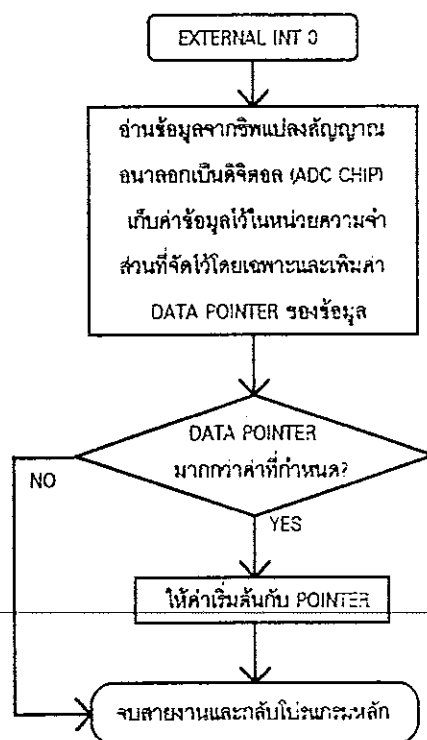 EXTERNAL INT 0
อ่านข้อมูลจากชิพแปลงสัญญาณ
อนาลอกเป็นดิจิตอล (ADC CHIP)
เก็บค่าข้อมูลไว้ในหน่วยความจำ
ส่วนที่จัดไว้โดยเฉพาะและเพิ่มค่า
DATA POINTER ของข้อมูล
DATA POINTER
มากกว่าค่าที่กำหนด?
NO
YES
ให้ค่าเริ่มต้นกับ POINTER
จบสายงานและกลับโปรแกรมหลัก